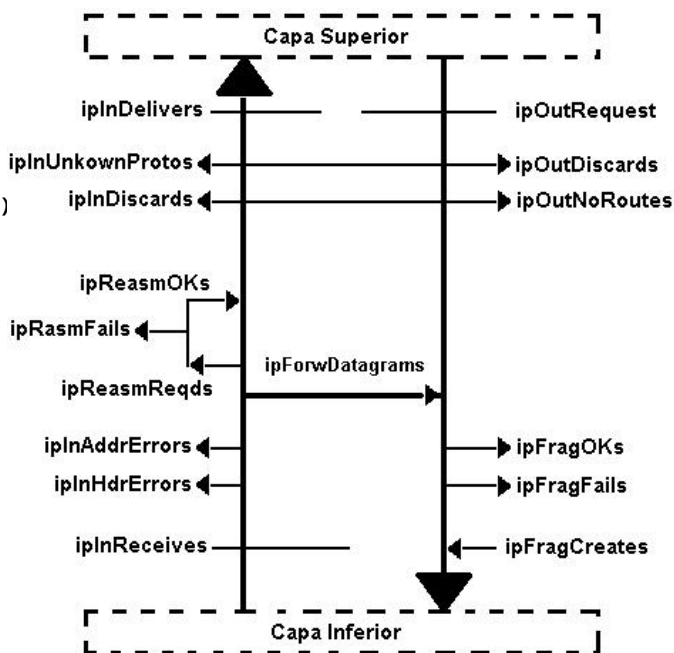 Capa Superior
ipInDelivers ipOutRequest
ipInUnkownProtos ipOutDiscards
) ipInDiscards ipOutNoRoutes
ipReasmOKs
ipRasmFails
ipForwDatagrams
ipReasmReqds
ipInAddrErrors ipFragOKs
ipInHdrErrors ipFragFails
ipInReceives ipFragCreates
Capa Inferior